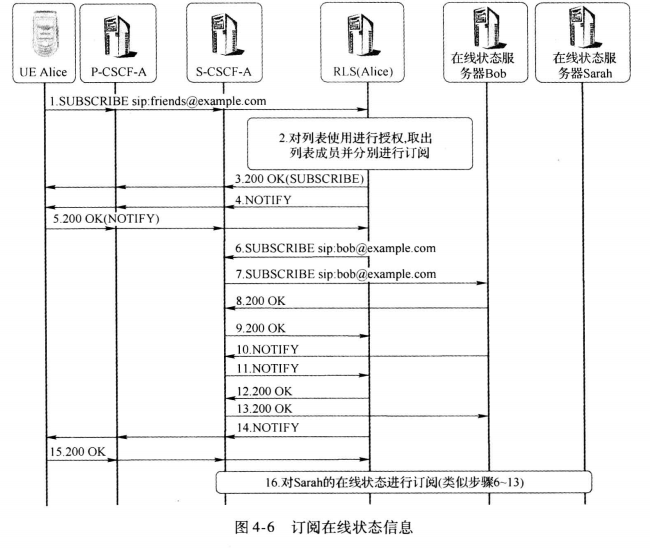 UE Alice
P-CSCF-A
S-CSCF-A
RLS(Alice)
在线状态服
务器Bob
在线状态服
务器Sarah
1.SUBSCRIBE sip:friends@example.com
2.对列表使用进行授权,取出
列表成员并分别进行订阅
3.200 OK(SUBSCRIBE)
4.NOTIFY
5.200 OK(NOTIFY)
6.SUBSCRIBE sip:bob@example.com
7.SUBSCRIBE sip:bob@example.com
8.200 OK
9.200 OK
10.NOTIFY
11.NOTIFY
12.200 OK
13.200 OK
14.NOTIFY
15.200 OK
16.对Sarah的在线状态进行订阅(类似步骤6~13)
图 4-6 订阅在线状态信息